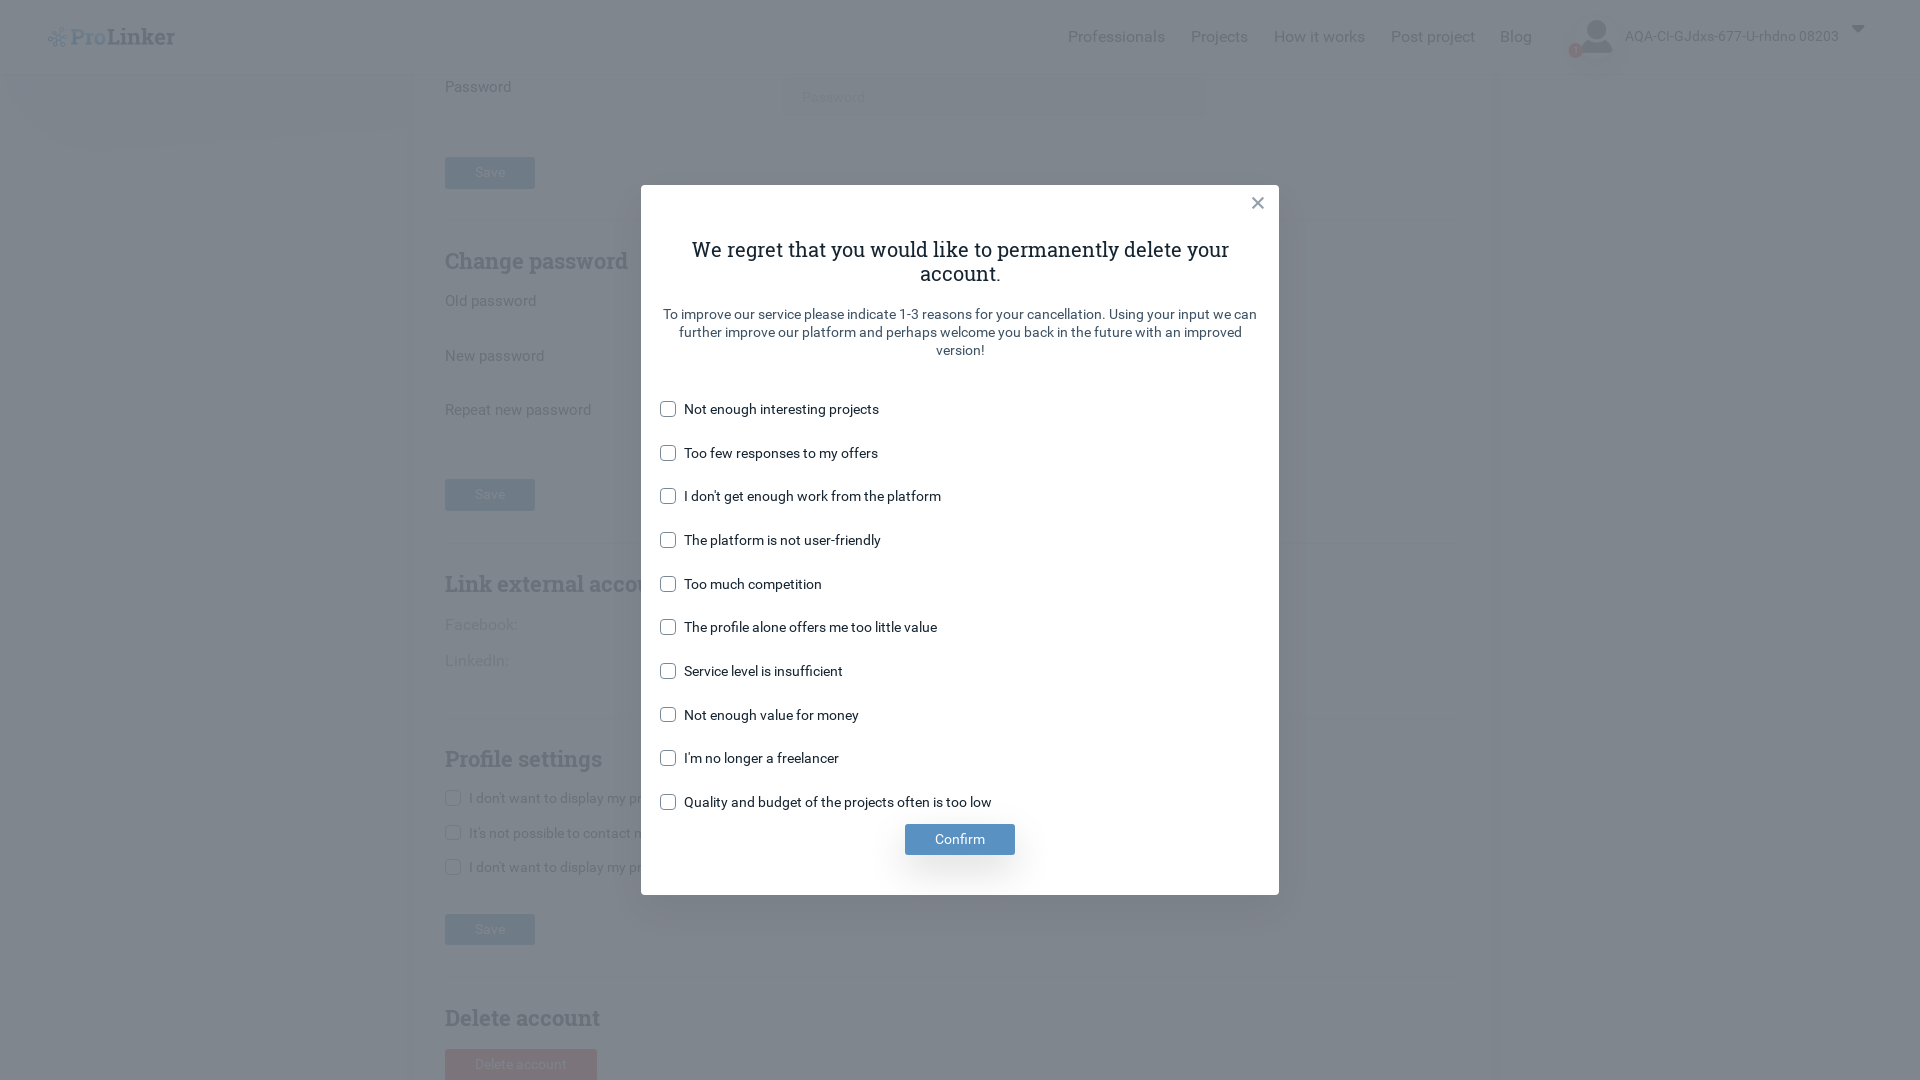 ProLinker
Professionals
Projects
How it works
Post project
Blog
1
AQA-CI-GJdxs-677-U-rhdno 08203
Password
Password
Save
We regret that you would like to permanently delete your
account.
To improve our service please indicate 1-3 reasons for your cancellation. Using your input we can
further improve our platform and perhaps welcome you back in the future with an improved
version!
Not enough interesting projects
Too few responses to my offers
I don't get enough work from the platform
The platform is not user-friendly
Too much competition
The profile alone offers me too little value
Service level is insufficient
Not enough value for money
I'm no longer a freelancer
Quality and budget of the projects often is too low
Confirm
Change password
Old password
New password
Repeat new password
Save
Link external accou
Facebook:
LinkedIn:
Profile settings
I don't want to display my pr
It's not possible to contact m
I don't want to display my pr
Save
Delete account
Delete account